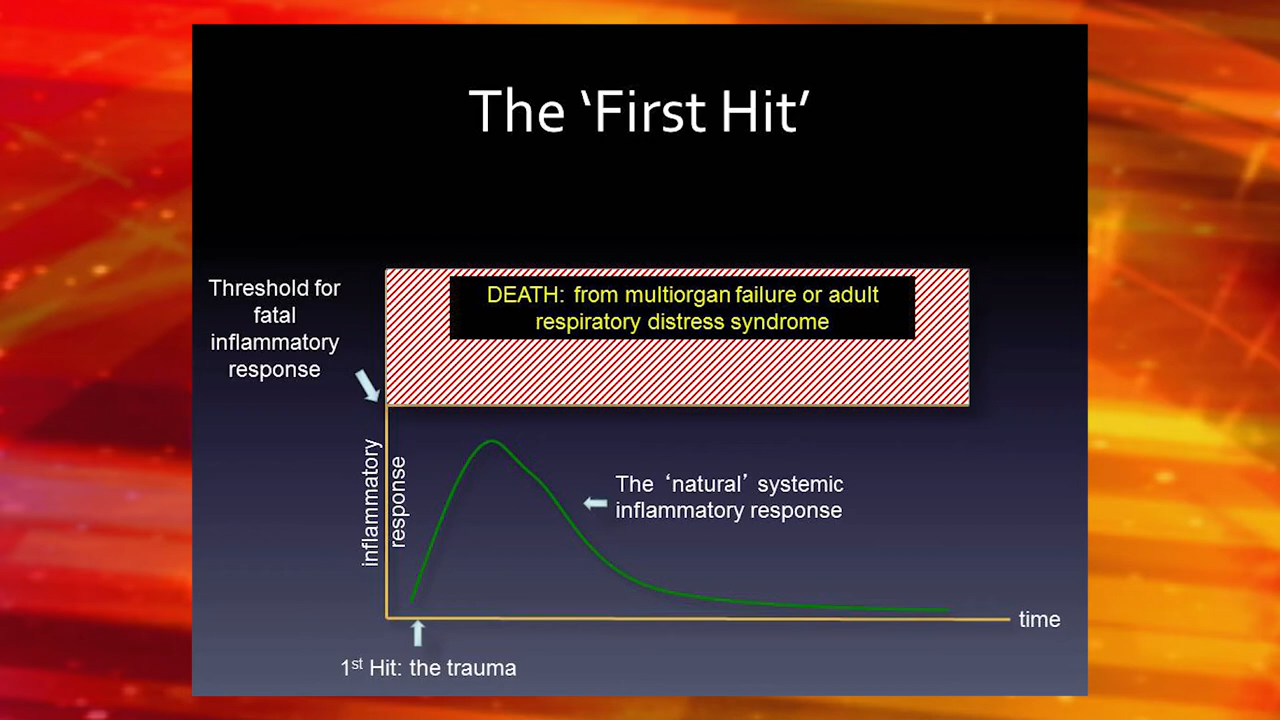 The ‘First Hit’
Threshold for
fatal
inflammatory
response
DEATH: from multiorgan failure or adult
respiratory distress syndrome
inflammatory
response
The ‘natural’ systemic
inflammatory response
time
1st Hit: the trauma